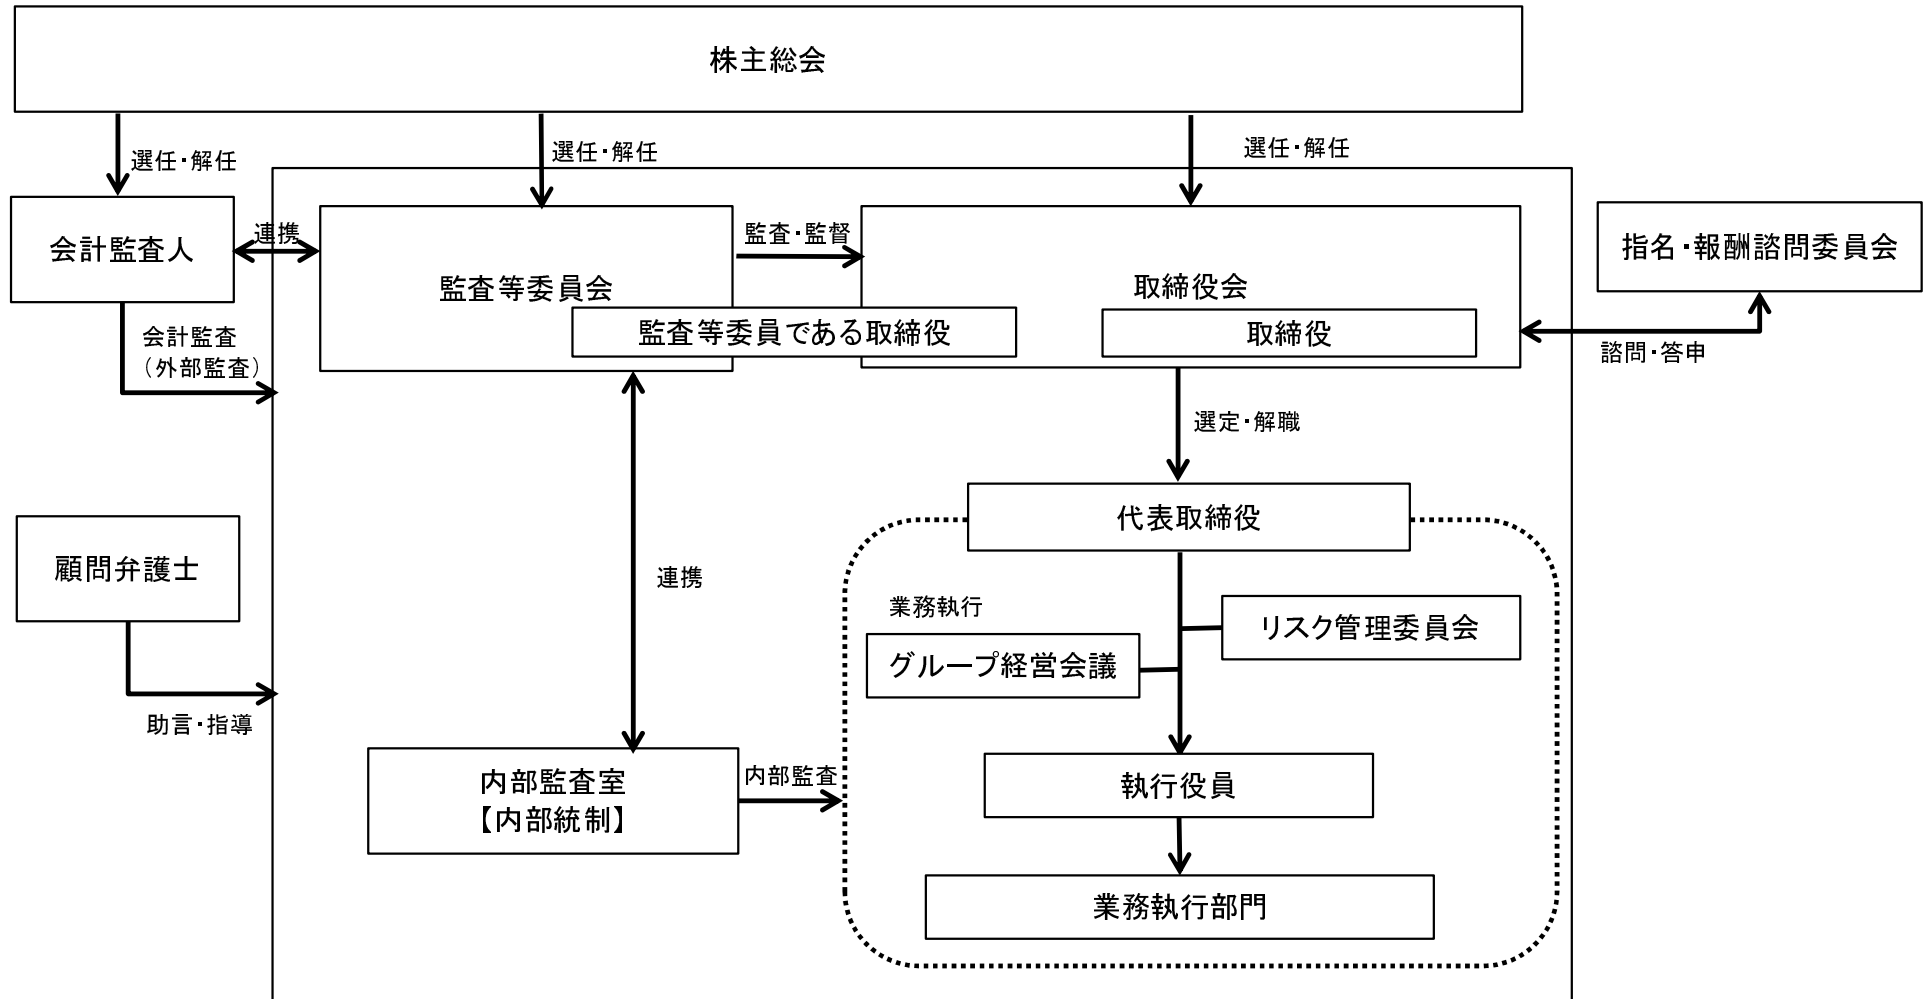 株主総会
選任・解任
選任・解任
選任・解任
会計監査人
連携
監査等委員会
監査・監督
取締役会
指名・報酬諮問委員会
監査等委員である取締役
取締役
会計監査
（外部監査）
諮問・答申
選定・解職
代表取締役
顧問弁護士
連携
業務執行
リスク管理委員会
グループ経営会議
助言・指導
内部監査室
【内部統制】
内部監査
執行役員
業務執行部門